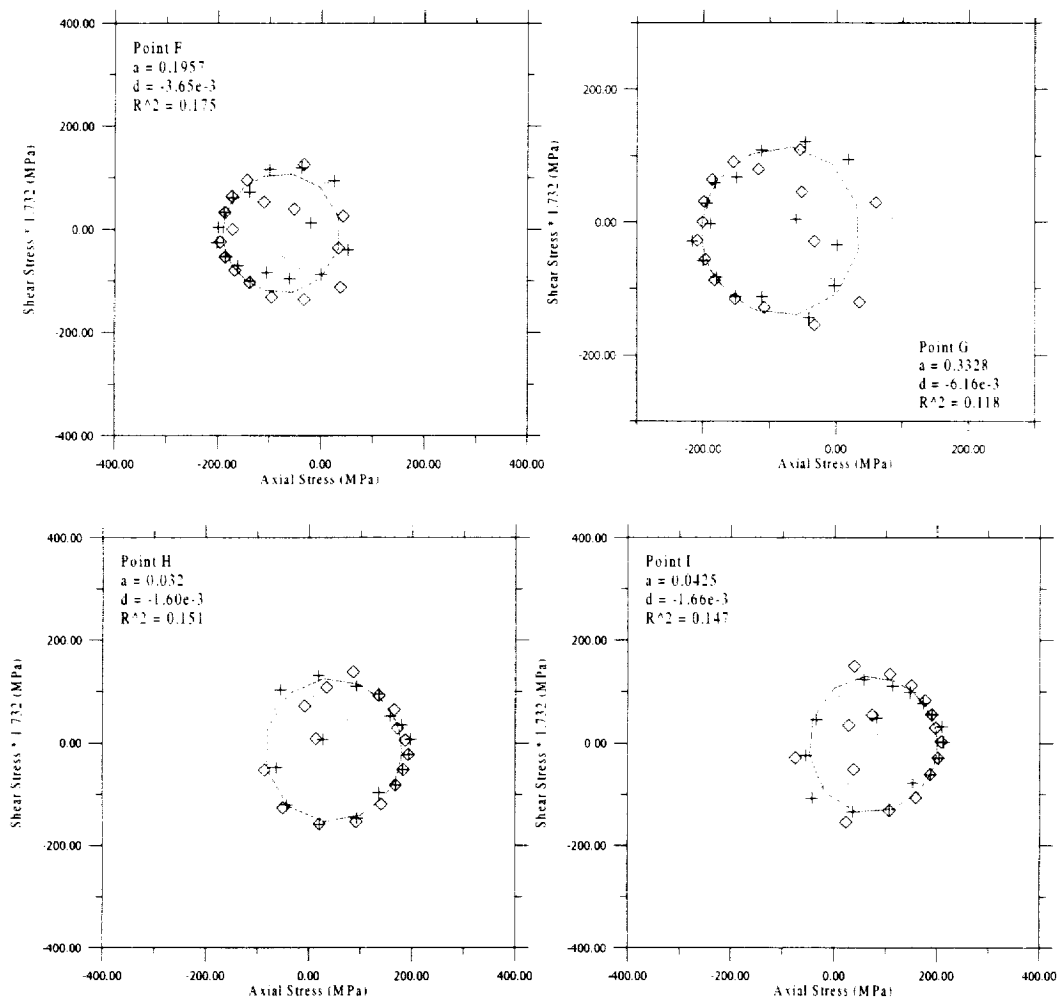 400.00
200.00
0.00
-200.00
-400.00
Shear Stress * 1.732 (MPa)
Point F
a = 0.1957
d = -3.65e-3
R^2 = 0.175
-400.00 -200.00 0.00 200.00 400.00
Axial Stress (MPa)
200.00
0.00
-200.00
Shear Stress * 1.732 (MPa)
Point G
a = 0.3328
d = -6.16e-3
R^2 = 0.118
-200.00 0.00 200.00
Axial Stress (MPa)
400.00
200.00
0.00
-200.00
-400.00
Shear Stress * 1.732 (MPa)
Point H
a = 0.032
d = -1.60e-3
R^2 = 0.151
-400.00 -200.00 0.00 200.00 400.00
Axial Stress (MPa)
400.00
200.00
0.00
-200.00
-400.00
Shear Stress * 1.732 (MPa)
Point I
a = 0.0425
d = -1.66e-3
R^2 = 0.147
-400.00 -200.00 0.00 200.00 400.00
Axial Stress (MPa)